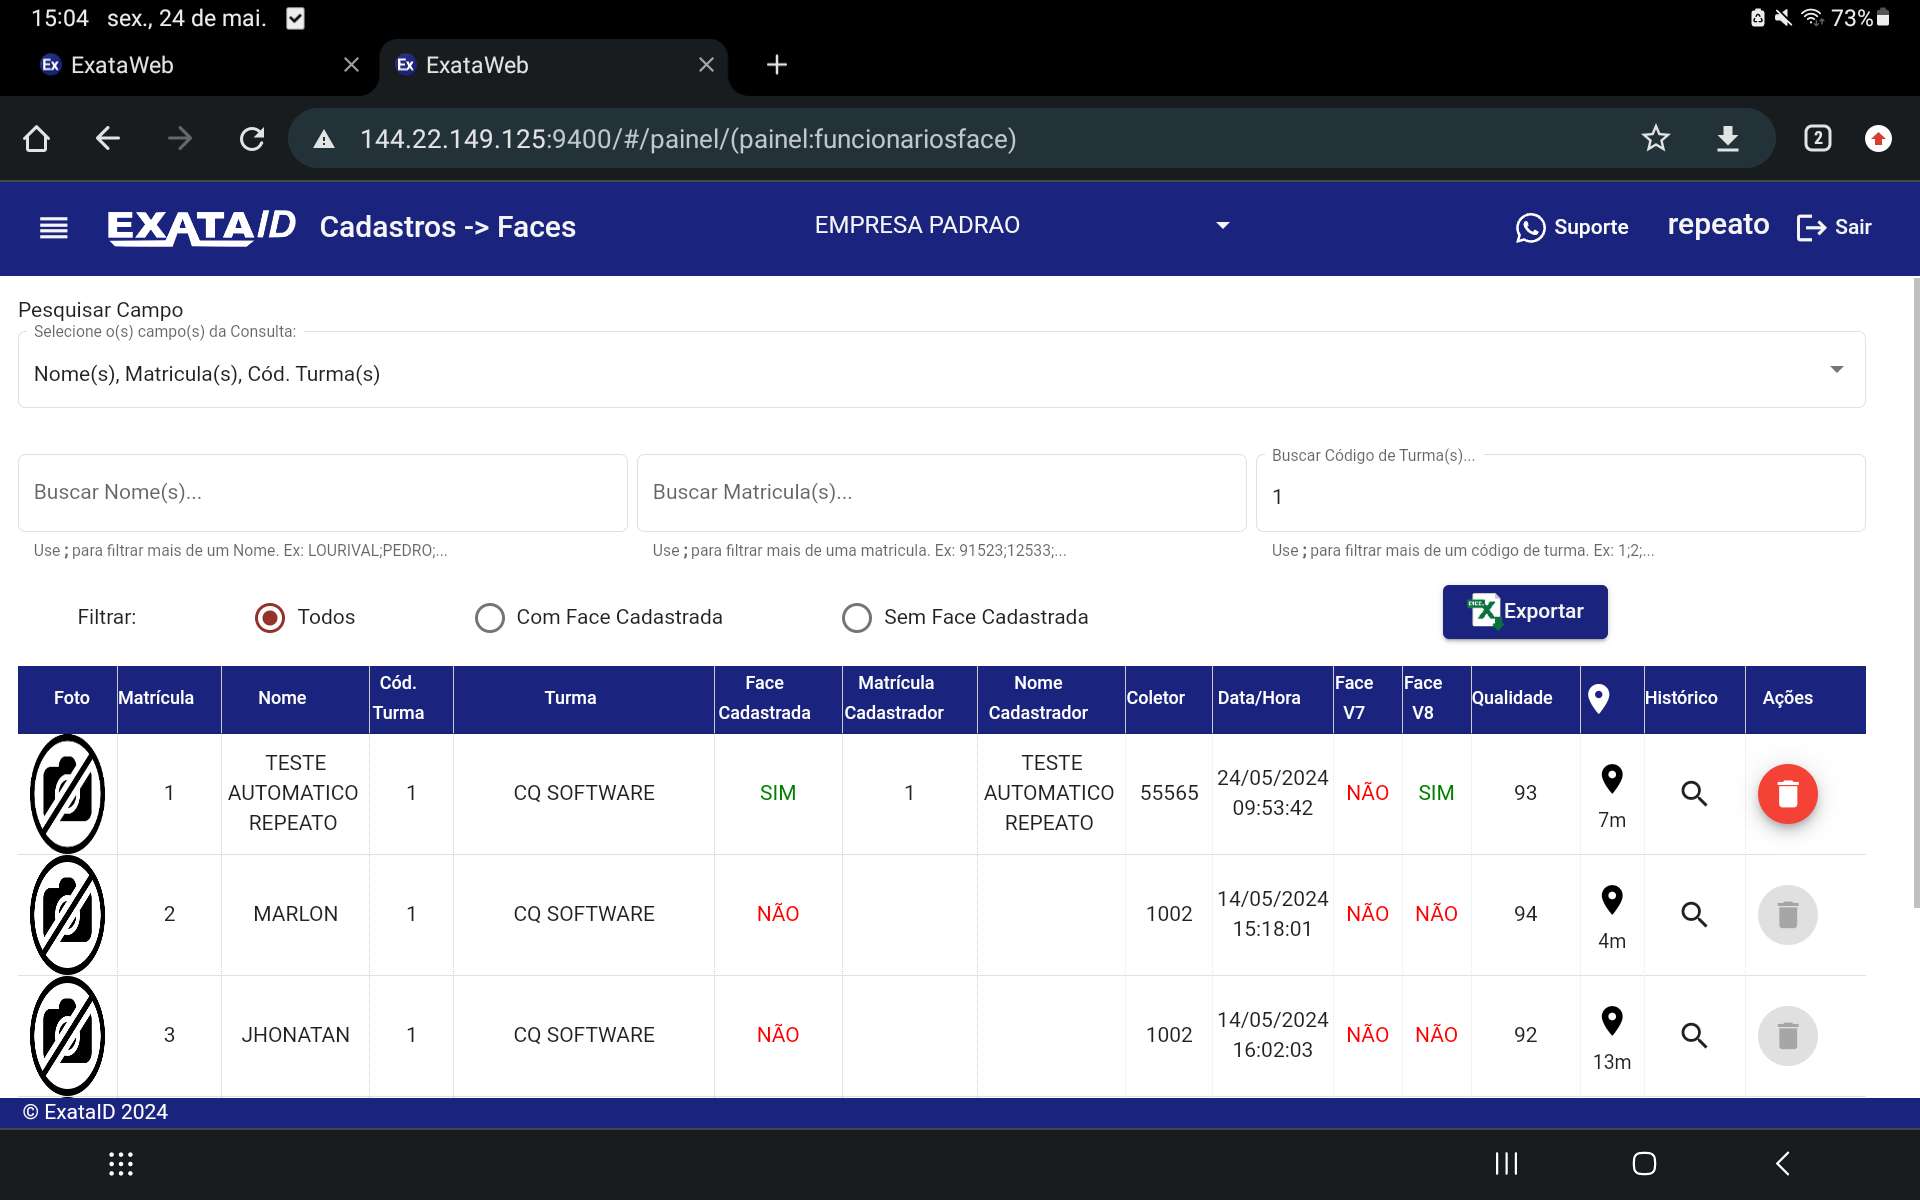 15:04 sex., 24 de mai. 73%
Ex ExataWeb Ex ExataWeb
144.22.149.125:9400/#/painel/(painel:funcionariosface) 2
EXATAID Cadastros -> Faces EMPRESA PADRAO Suporte repeato Sair
Pesquisar Campo
Selecione o(s) campo(s) da Consulta:
Nome(s), Matricula(s), Cód. Turma(s)
Buscar Código de Turma(s)...
Buscar Nome(s)... Buscar Matricula(s)... 1
Use ; para filtrar mais de um Nome. Ex: LOURIVAL;PEDRO;... Use ; para filtrar mais de uma matricula. Ex: 91523;12533;... Use ; para filtrar mais de um código de turma. Ex: 1;2;...
Filtrar: Todos Com Face Cadastrada Sem Face Cadastrada Exportar
Foto Matrícula Nome Cód. Turma Turma Face Cadastrada Matrícula Cadastrador Nome Cadastrador Coletor Data/Hora Face V7 Face V8 Qualidade Histórico Ações
1 TESTE AUTOMATICO REPEATO 1 CQ SOFTWARE SIM 1 TESTE AUTOMATICO REPEATO 55565 24/05/2024 09:53:42 NÃO SIM 93 7m
2 MARLON 1 CQ SOFTWARE NÃO 1002 14/05/2024 15:18:01 NÃO NÃO 94 4m
3 JHONATAN 1 CQ SOFTWARE NÃO 1002 14/05/2024 16:02:03 NÃO NÃO 92 13m
© ExataID 2024